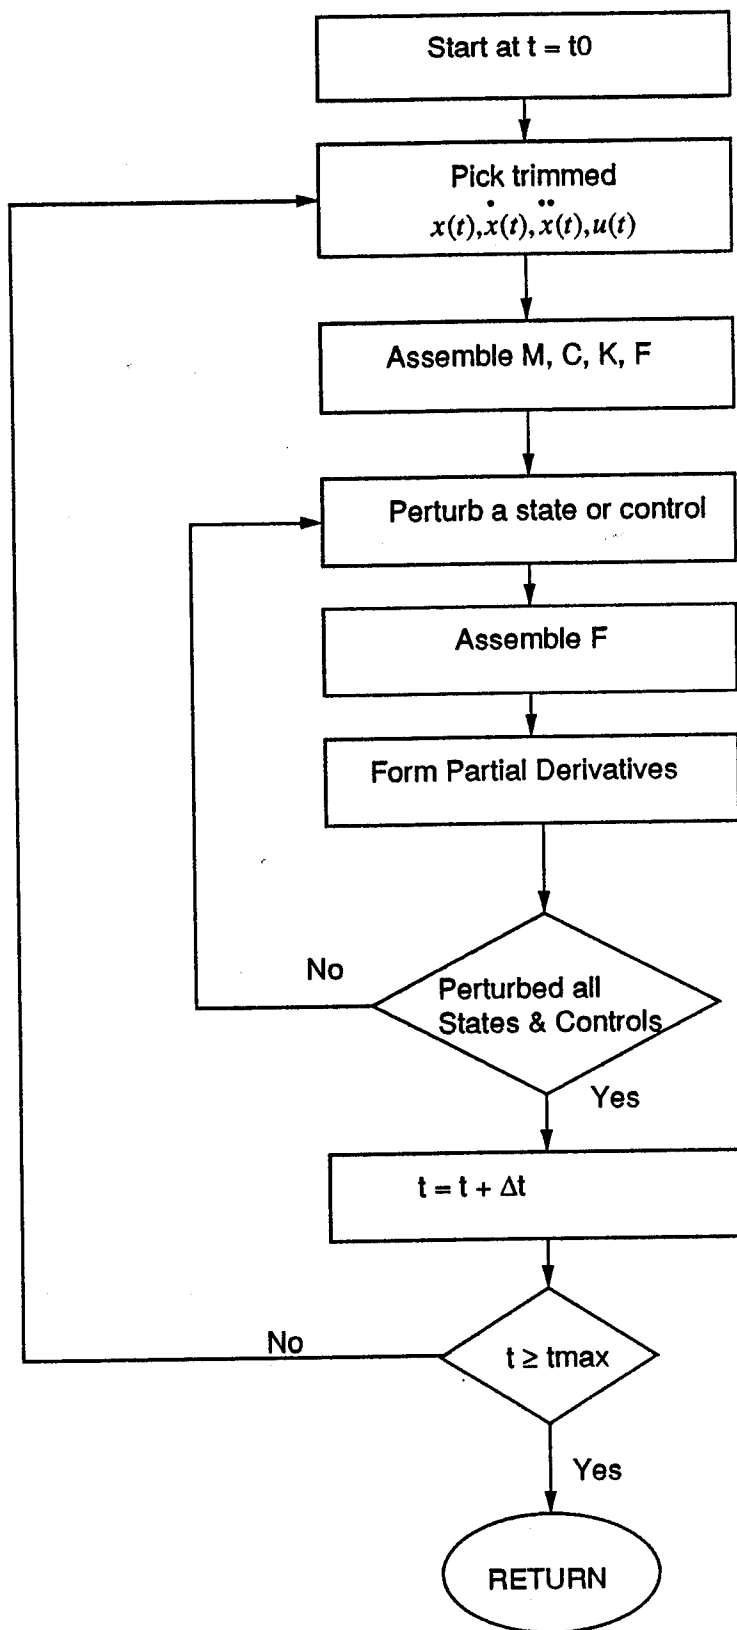 Start at t = t0
Pick trimmed
ẋ(t),ẋ(t),ẍ(t),u(t)
Assemble M, C, K, F
Perturb a state or control
Assemble F
Form Partial Derivatives
No
Perturbed all
States & Controls
Yes
t = t + Δt
No
t ≥ tmax
Yes
RETURN